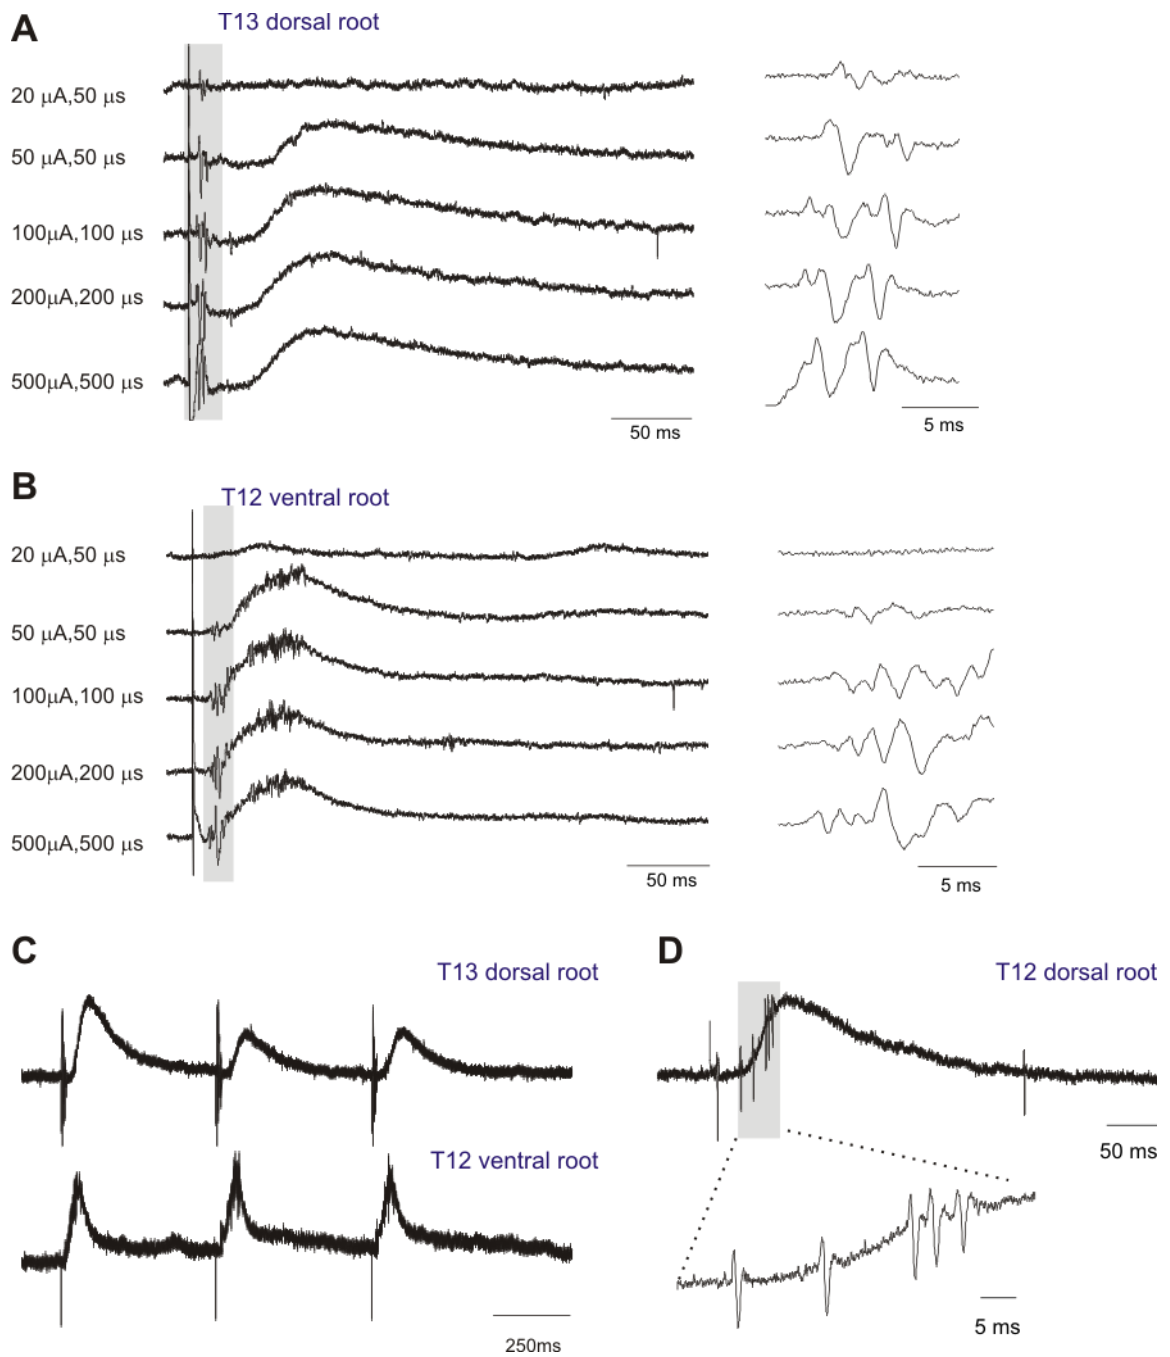 A
T13 dorsal root
20 μA,50 μs
50 μA,50 μs
100μA,100 μs
200μA,200 μs
500μA,500 μs
50 ms
5 ms
B
T12 ventral root
20 μA,50 μs
50 μA,50 μs
100μA,100 μs
200μA,200 μs
500μA,500 μs
50 ms
5 ms
C
T13 dorsal root
T12 ventral root
250ms
D
T12 dorsal root
50 ms
5 ms